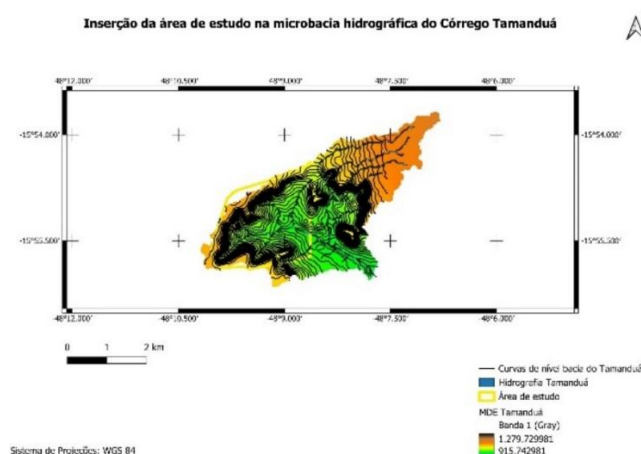 Inserção da área de estudo na microbacia hidrográfica do Córrego Tamanduá
-48°12.000' -48°10.500' -48°9.000' -48°7.500' -48°6.000'
-15°54.000' -15°54.000'
-15°55.500' -15°55.500'
-48°12.000' -48°10.500' -48°9.000' -48°7.500' -48°6.000'
0 1 2 km
Curvas de nível bacia do Tamanduá
Hidrografia Tamanduá
Área de estudo
MDE Tamanduá
Banda 1 (Gray)
1.279.729981
915.742981
Sistema de Projeções: WGS 84